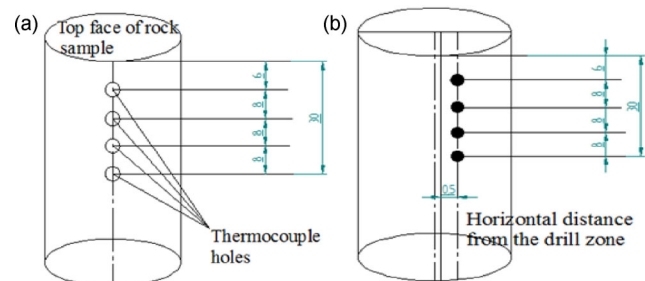 (a)
Top face of rock
sample
6
8
8
8
30
Thermocouple
holes
(b)
6
8
8
8
30
0.5
Horizontal distance
from the drill zone